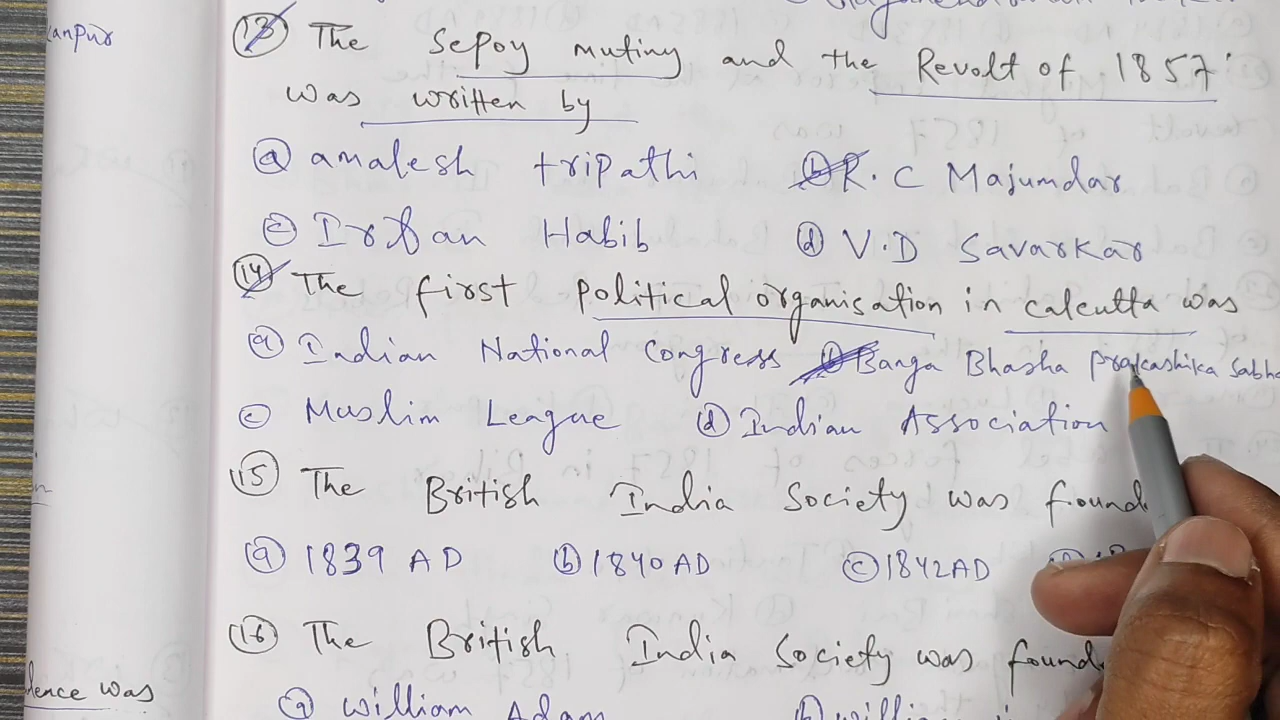 kanpur
⑬ The Sepoy mutiny and the Revolt of 1857'
was written by
ⓐ amalesh tripathi ⓑ R. C Majumdar
ⓒ Irfan Habib ⓓ V.D Savarkar
⑭ The first political organisation in calcutta was
ⓐ Indian National Congress ⓑ Banga Bhasha Prakashika Sabha
ⓒ Muslim League ⓓ Indian Association
⑮ The British India Society was found
ⓐ 1839 AD ⓑ 1840 AD ⓒ 1842 AD
⑯ The British India Society was found
dence was
ⓐ William Adam